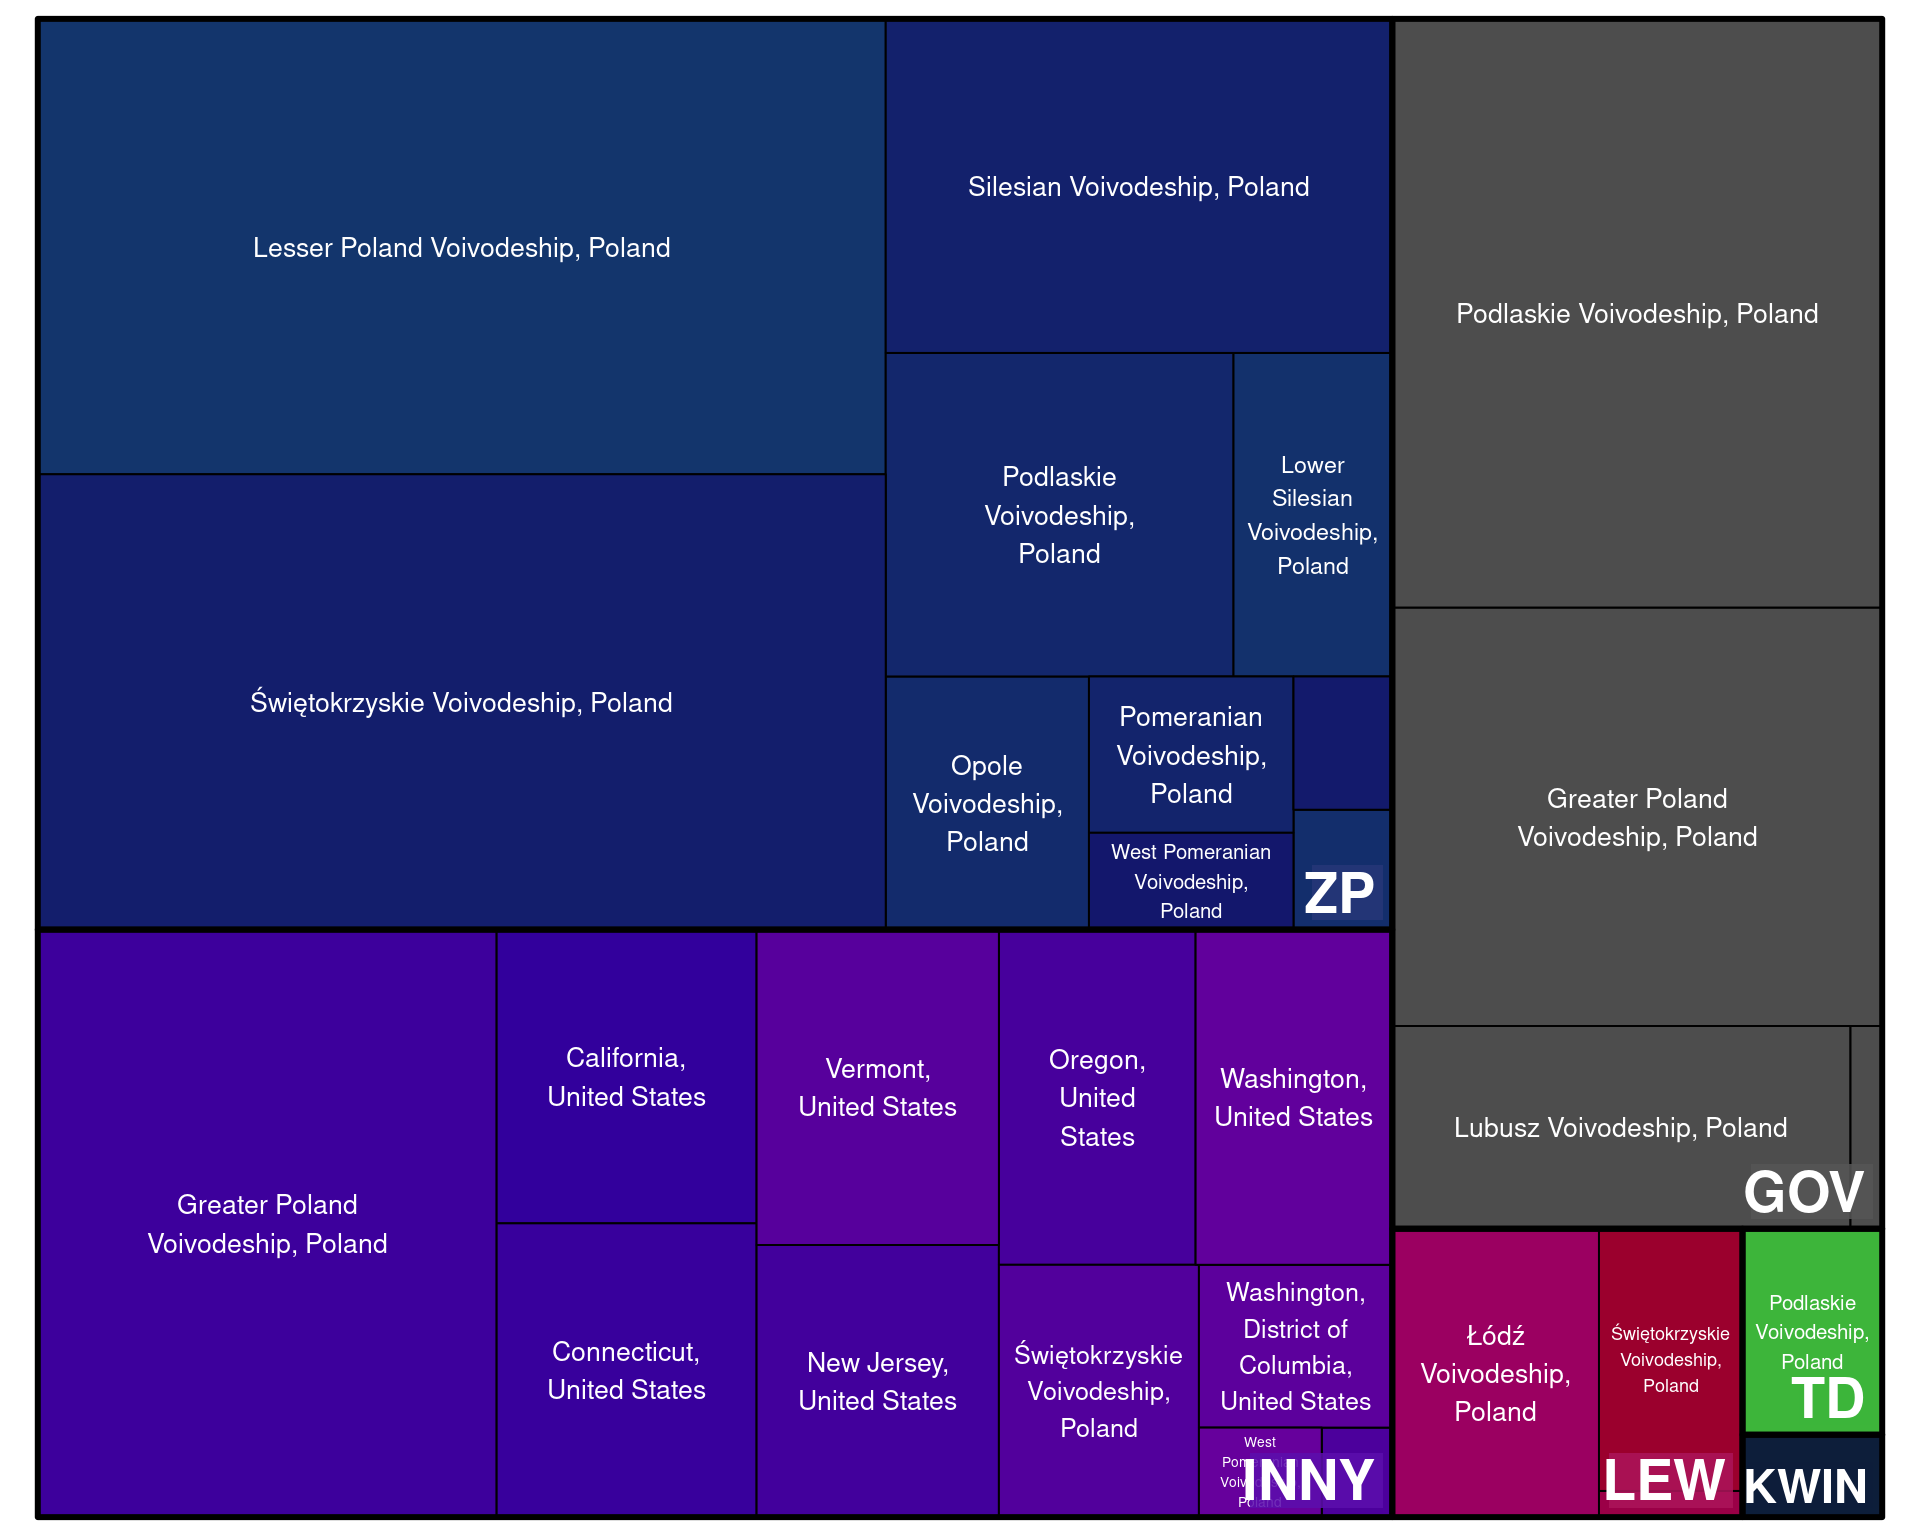 Lesser Poland Voivodeship, Poland
Świętokrzyskie Voivodeship, Poland
Silesian Voivodeship, Poland
Podlaskie
Voivodeship,
Poland
Lower
Silesian
Voivodeship,
Poland
Opole
Voivodeship,
Poland
Pomeranian
Voivodeship,
Poland
West Pomeranian
Voivodeship,
Poland
ZP
Greater Poland
Voivodeship, Poland
California,
United States
Connecticut,
United States
Vermont,
United States
New Jersey,
United States
Oregon,
United
States
Washington,
United States
Świętokrzyskie
Voivodeship,
Poland
Washington,
District of
Columbia,
United States
West
Poland
INNY
Podlaskie Voivodeship, Poland
Greater Poland
Voivodeship, Poland
Lubusz Voivodeship, Poland
GOV
Łódź
Voivodeship,
Poland
Świętokrzyskie
Voivodeship,
Poland
LEW
Podlaskie
Voivodeship,
Poland
TD
KWIN